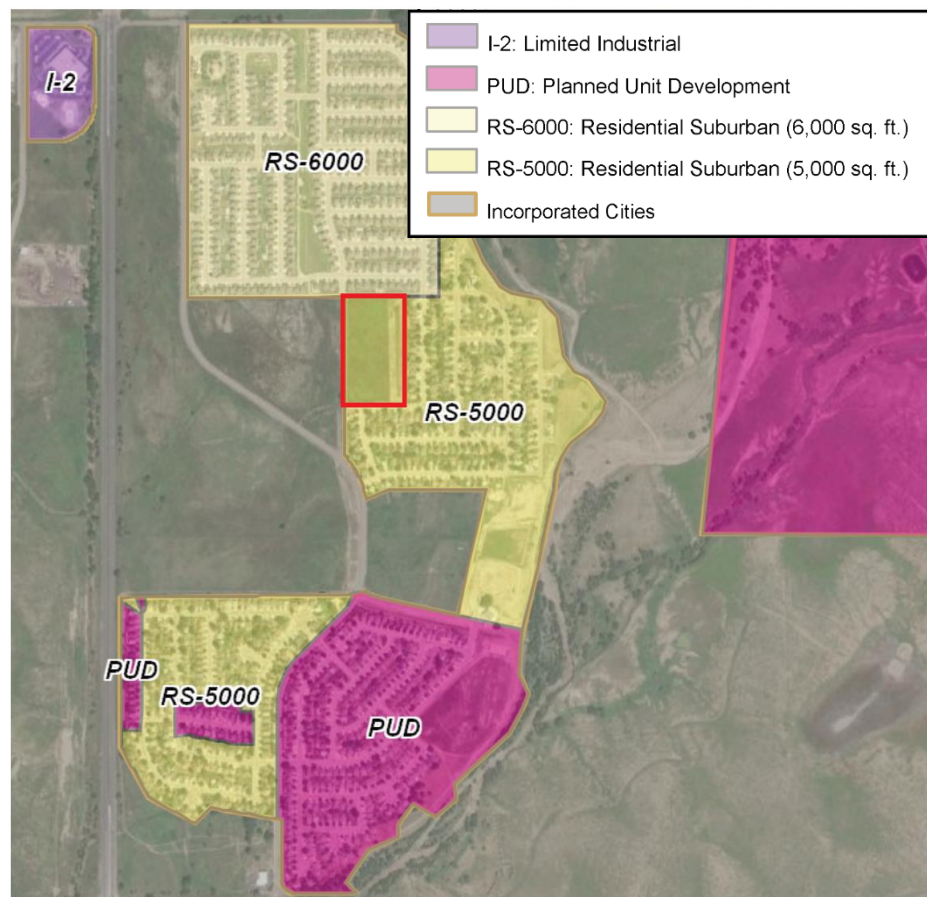 I-2: Limited Industrial
PUD: Planned Unit Development
RS-6000: Residential Suburban (6,000 sq. ft.)
RS-5000: Residential Suburban (5,000 sq. ft.)
Incorporated Cities
I-2
RS-6000
RS-5000
PUD
RS-5000
PUD